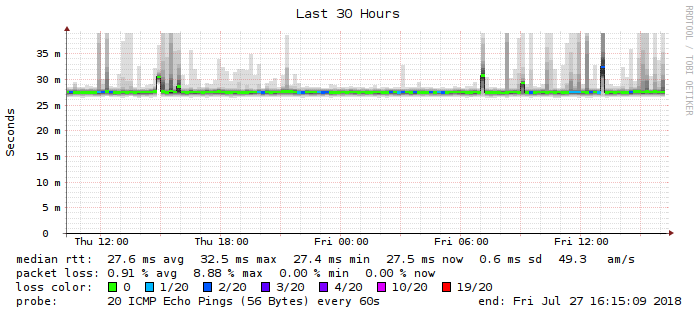 Last 30 Hours
RRDTOOL / TOBI OETIKER
Seconds
35 m
30 m
25 m
20 m
15 m
10 m
5 m
0
Thu 12:00 Thu 18:00 Fri 00:00 Fri 06:00 Fri 12:00
median rtt: 27.6 ms avg 32.5 ms max 27.4 ms min 27.5 ms now 0.6 ms sd 49.3 am/s
packet loss: 0.91 % avg 8.88 % max 0.00 % min 0.00 % now
loss color: 0 1/20 2/20 3/20 4/20 10/20 19/20
probe: 20 ICMP Echo Pings (56 Bytes) every 60s end: Fri Jul 27 16:15:09 2018